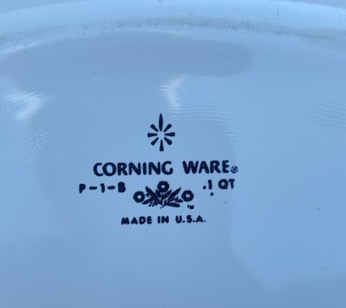 CORNING WARE®
P-1-B .1 QT
MADE IN U.S.A.